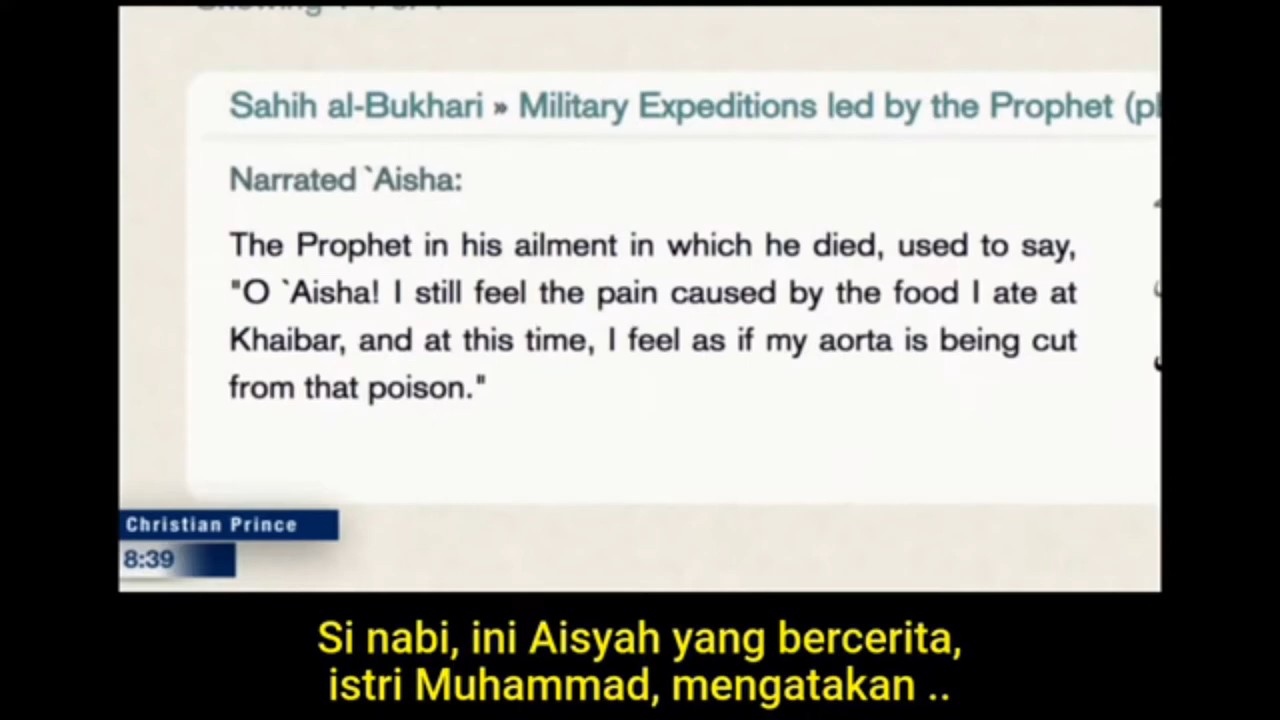 Sahih al-Bukhari » Military Expeditions led by the Prophet
Narrated `Aisha:
The Prophet in his ailment in which he died, used to say,
"O `Aisha! I still feel the pain caused by the food I ate at
Khaibar, and at this time, I feel as if my aorta is being cut
from that poison."
Christian Prince
8:39
Si nabi, ini Aisyah yang bercerita,
istri Muhammad, mengatakan ..